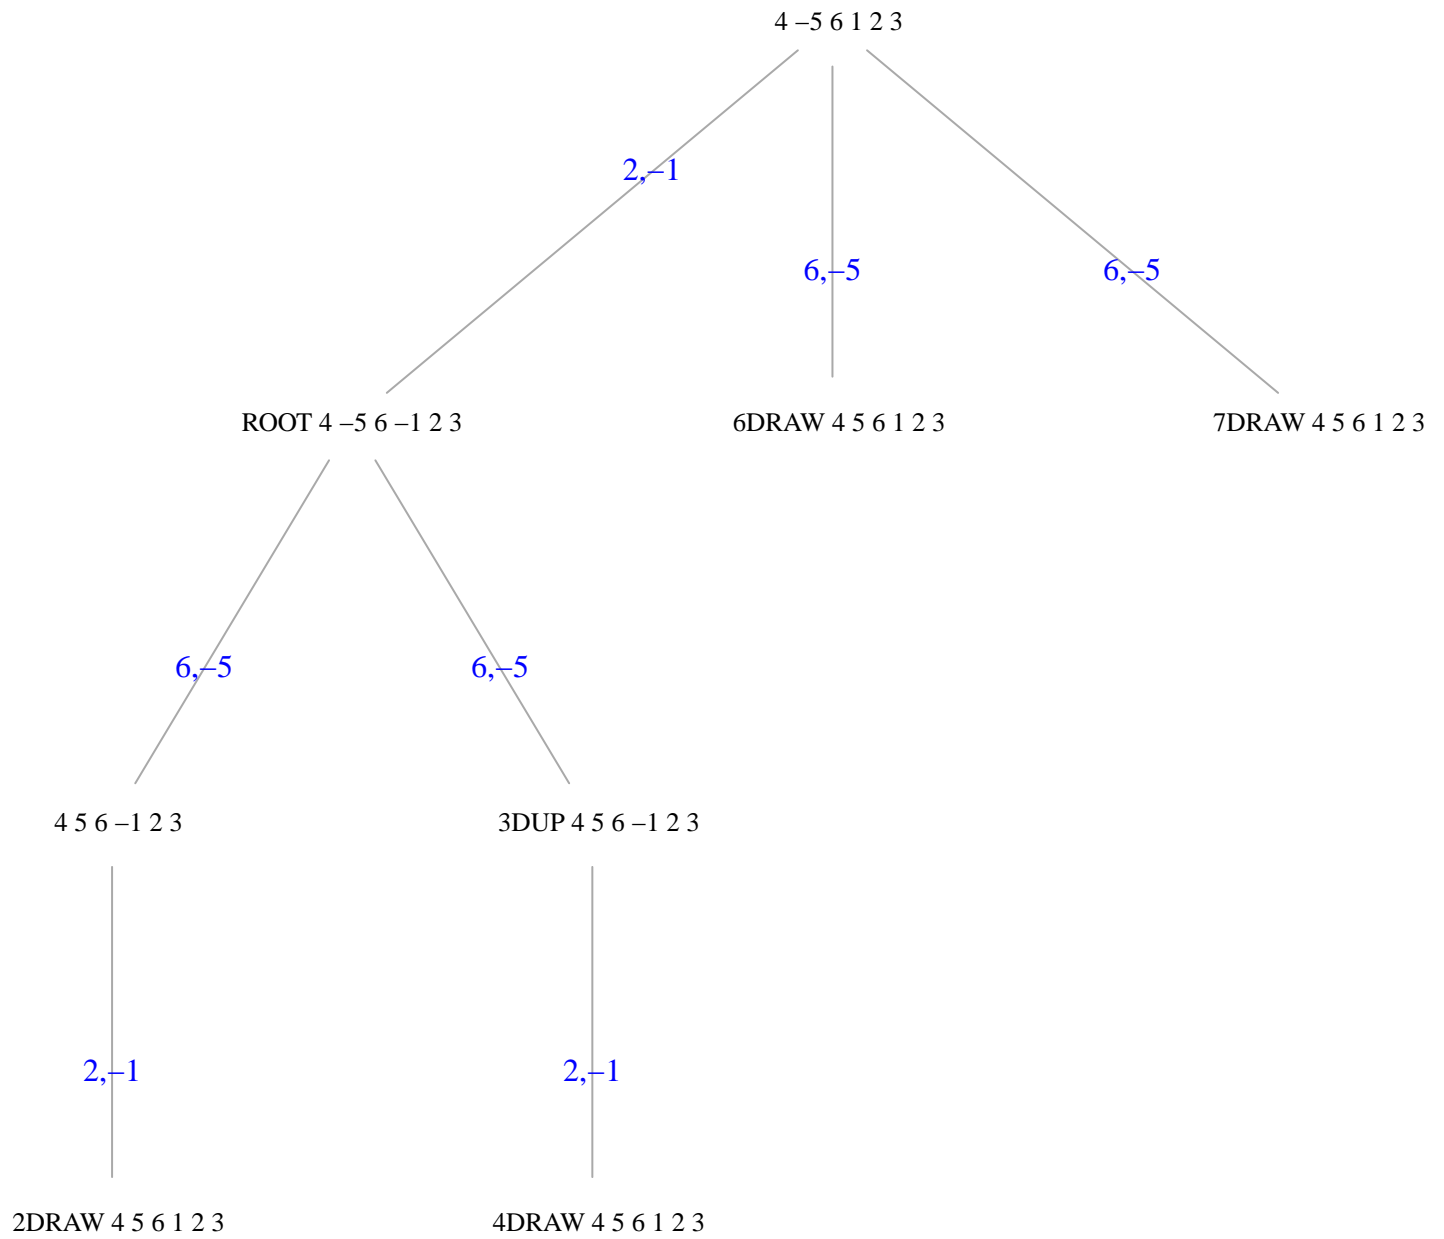 4 –5 6 1 2 3
2,–1
6,–5
6,–5
ROOT 4 –5 6 –1 2 3
6DRAW 4 5 6 1 2 3
7DRAW 4 5 6 1 2 3
6,–5
6,–5
4 5 6 –1 2 3
3DUP 4 5 6 –1 2 3
2,–1
2,–1
2DRAW 4 5 6 1 2 3
4DRAW 4 5 6 1 2 3